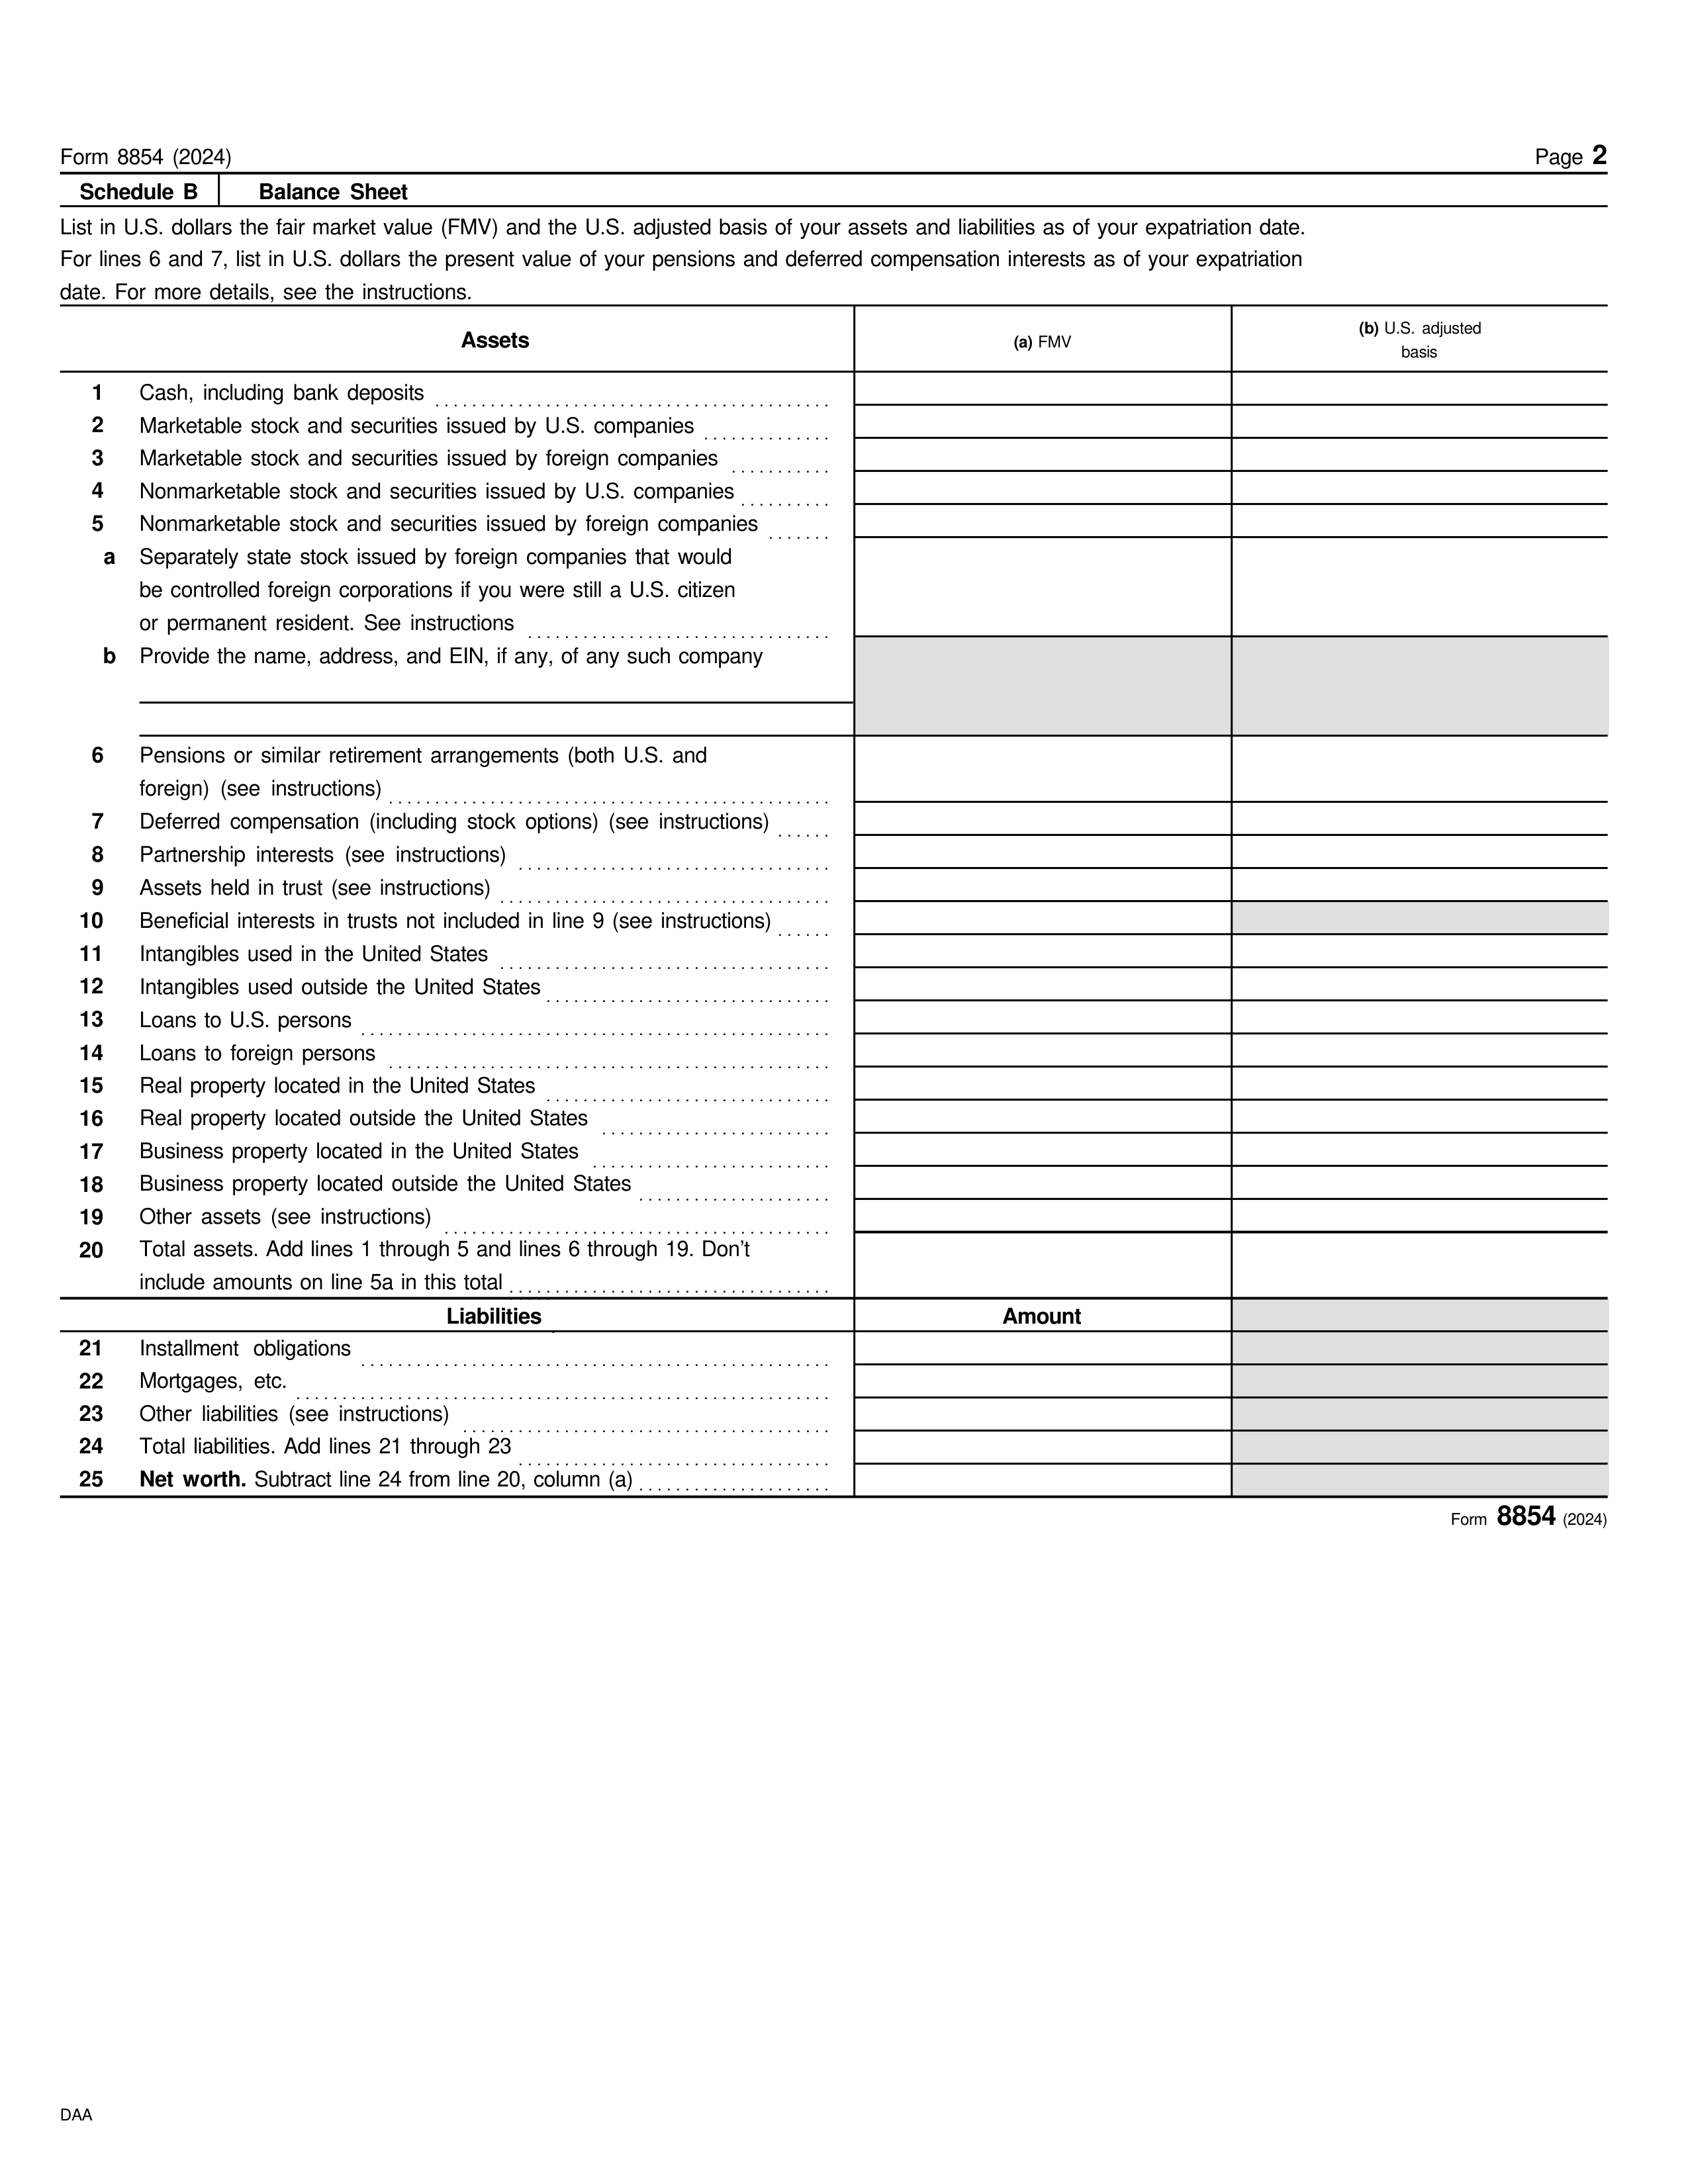 Form 8854 (2024) Page 2
Schedule B Balance Sheet
List in U.S. dollars the fair market value (FMV) and the U.S. adjusted basis of your assets and liabilities as of your expatriation date.
For lines 6 and 7, list in U.S. dollars the present value of your pensions and deferred compensation interests as of your expatriation
date. For more details, see the instructions.
Assets (a) FMV (b) U.S. adjusted
basis
1 Cash, including bank deposits
2 Marketable stock and securities issued by U.S. companies
3 Marketable stock and securities issued by foreign companies
4 Nonmarketable stock and securities issued by U.S. companies
5 Nonmarketable stock and securities issued by foreign companies
a Separately state stock issued by foreign companies that would
be controlled foreign corporations if you were still a U.S. citizen
or permanent resident. See instructions
b Provide the name, address, and EIN, if any, of any such company
6 Pensions or similar retirement arrangements (both U.S. and
foreign) (see instructions)
7 Deferred compensation (including stock options) (see instructions)
8 Partnership interests (see instructions)
9 Assets held in trust (see instructions)
10 Beneficial interests in trusts not included in line 9 (see instructions)
11 Intangibles used in the United States
12 Intangibles used outside the United States
13 Loans to U.S. persons
14 Loans to foreign persons
15 Real property located in the United States
16 Real property located outside the United States
17 Business property located in the United States
18 Business property located outside the United States
19 Other assets (see instructions)
20 Total assets. Add lines 1 through 5 and lines 6 through 19. Don't
include amounts on line 5a in this total
Liabilities Amount
21 Installment obligations
22 Mortgages, etc.
23 Other liabilities (see instructions)
24 Total liabilities. Add lines 21 through 23
25 Net worth. Subtract line 24 from line 20, column (a)
Form 8854 (2024)
DAA